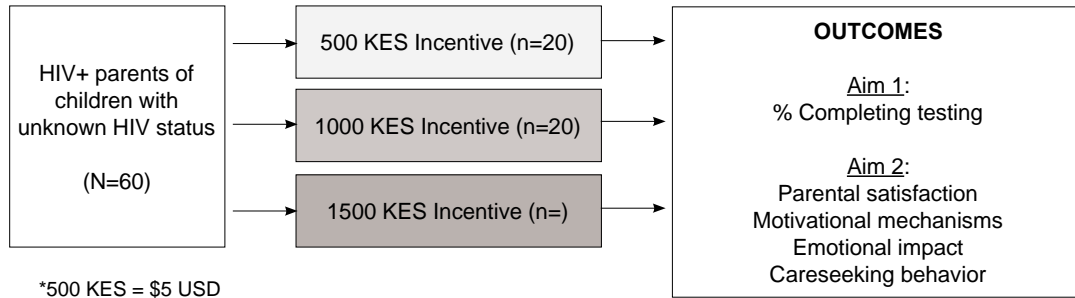 HIV+ parents of
children with
unknown HIV status
(N=60)
500 KES Incentive (n=20)
1000 KES Incentive (n=20)
1500 KES Incentive (n=)
OUTCOMES
Aim 1:
% Completing testing
Aim 2:
Parental satisfaction
Motivational mechanisms
Emotional impact
Careseeking behavior
*500 KES = $5 USD